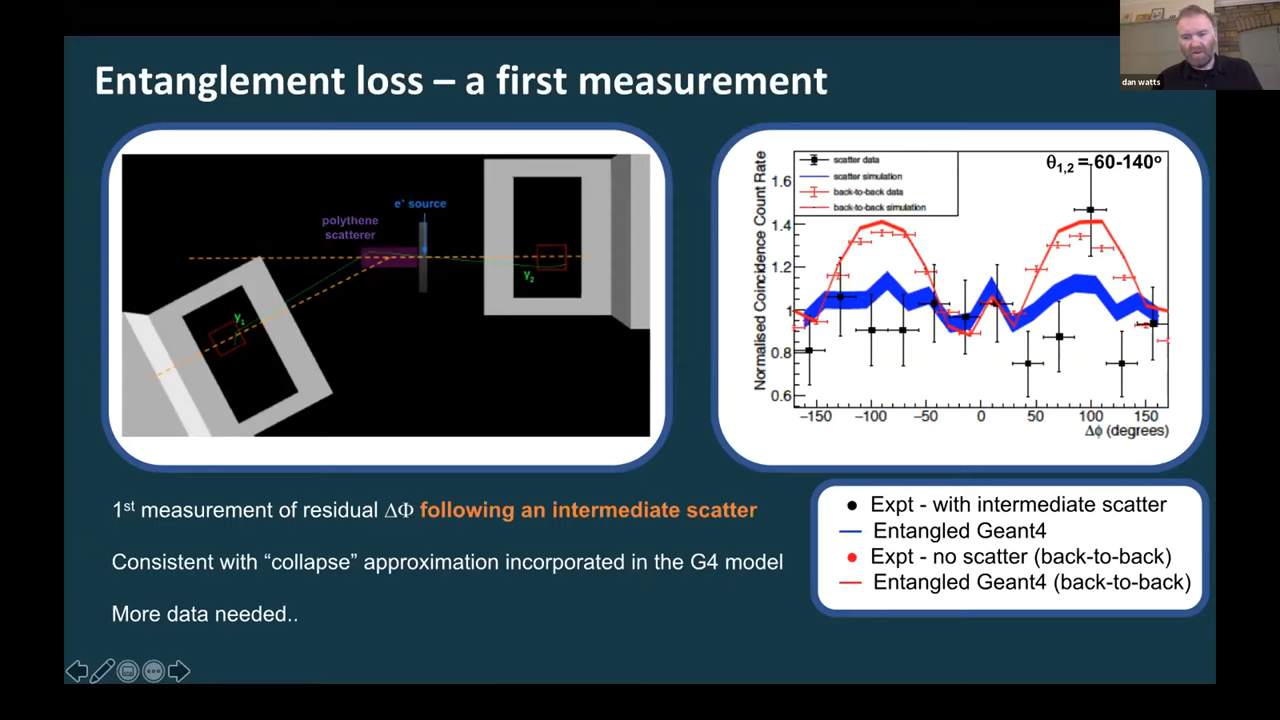 dan watts
Entanglement loss – a first measurement
polythene
scatterer
e⁺ source
γ₁
γ₂
Normalised Coincidence Count Rate
1.6
1.4
1.2
1
0.8
0.6
scatter data
scatter simulation
back-to-back data
back-to-back simulation
θ₁,₂ = 60-140º
−150 −100 −50 0 50 100 150
Δϕ (degrees)
1st measurement of residual ΔΦ following an intermediate scatter
Consistent with “collapse” approximation incorporated in the G4 model
More data needed..
Expt - with intermediate scatter
Entangled Geant4
Expt - no scatter (back-to-back)
Entangled Geant4 (back-to-back)